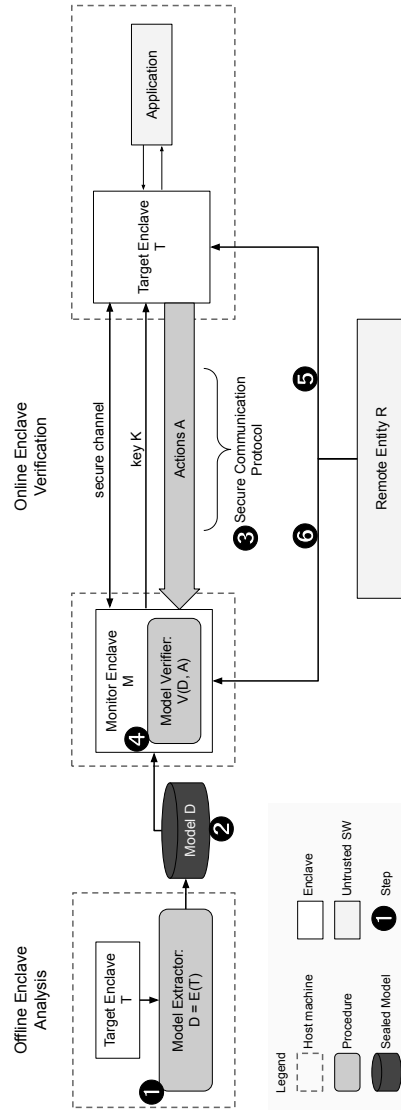 Offline Enclave
Analysis
Online Enclave
Verification
Target Enclave
T
1
Model Extractor:
D = E(T)
Model D
2
Monitor Enclave
M
4
Model Verifier:
V(D, A)
secure channel
key K
Actions A
3 Secure Communication
Protocol
Target Enclave
T
Application
6
5
Remote Entity R
Legend
Host machine
Enclave
Procedure
Untrusted SW
Sealed Model
1
Step